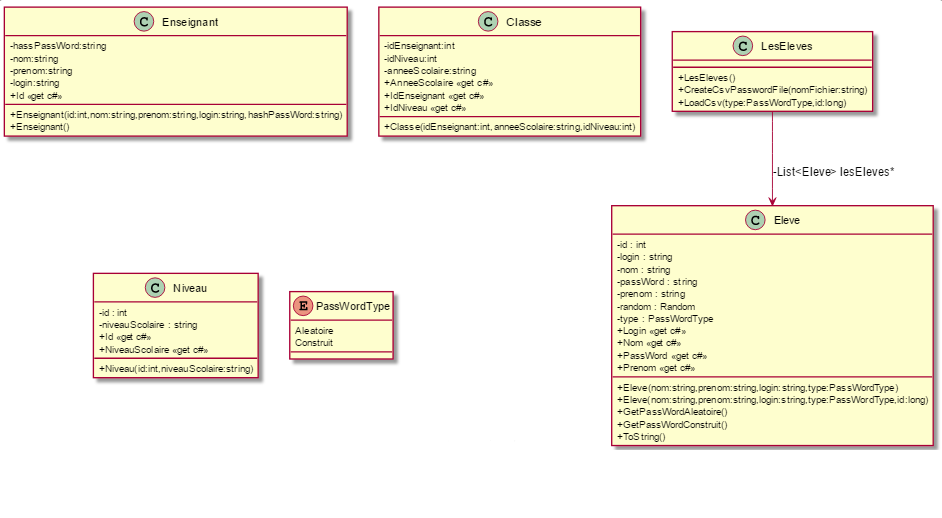 C Enseignant
-hassPassWord:string
-nom:string
-prenom:string
-login:string
+Id «get c#»
+Enseignant(id:int,nom:string,prenom:string,login:string, hashPassWord:string)
+Enseignant()
C Classe
-idEnseignant:int
-idNiveau:int
-anneeScolaire:string
+AnneeScolaire «get c#»
+IdEnseignant «get c#»
+IdNiveau «get c#»
+Classe(idEnseignant:int, anneeScolaire:string,idNiveau:int)
C LesEleves
+LesEleves()
+CreateCsvPasswordFile(nomFichier:string)
+LoadCsv(type:PassWordType,id:long)
-List<Eleve> lesEleves*
C Eleve
-id : int
-login : string
-nom : string
-passWord : string
-prenom : string
-random : Random
-type : PassWordType
+Login «get c#»
+Nom «get c#»
+PassWord «get c#»
+Prenom «get c#»
+Eleve(nom:string,prenom:string,login:string,type:PassWordType)
+Eleve(nom:string,prenom:string,login:string,type:PassWordType,id:long)
+GetPassWordAleatoire()
+GetPassWordConstruit()
+ToString()
C Niveau
-id : int
-niveauScolaire : string
+Id «get c#»
+NiveauScolaire «get c#»
+Niveau(id:int,niveauScolaire:string)
E PassWordType
Aleatoire
Construit